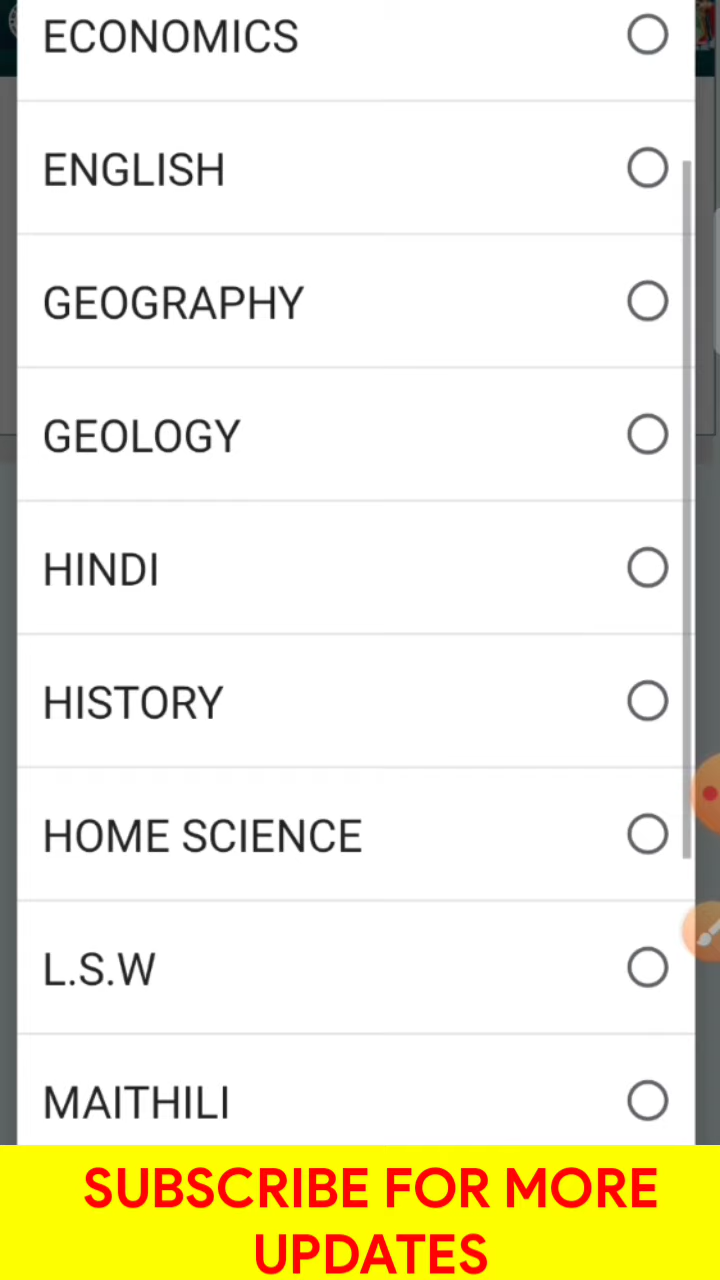 ECONOMICS
ENGLISH
GEOGRAPHY
GEOLOGY
HINDI
HISTORY
HOME SCIENCE
L.S.W
MAITHILI
SUBSCRIBE FOR MORE
UPDATES